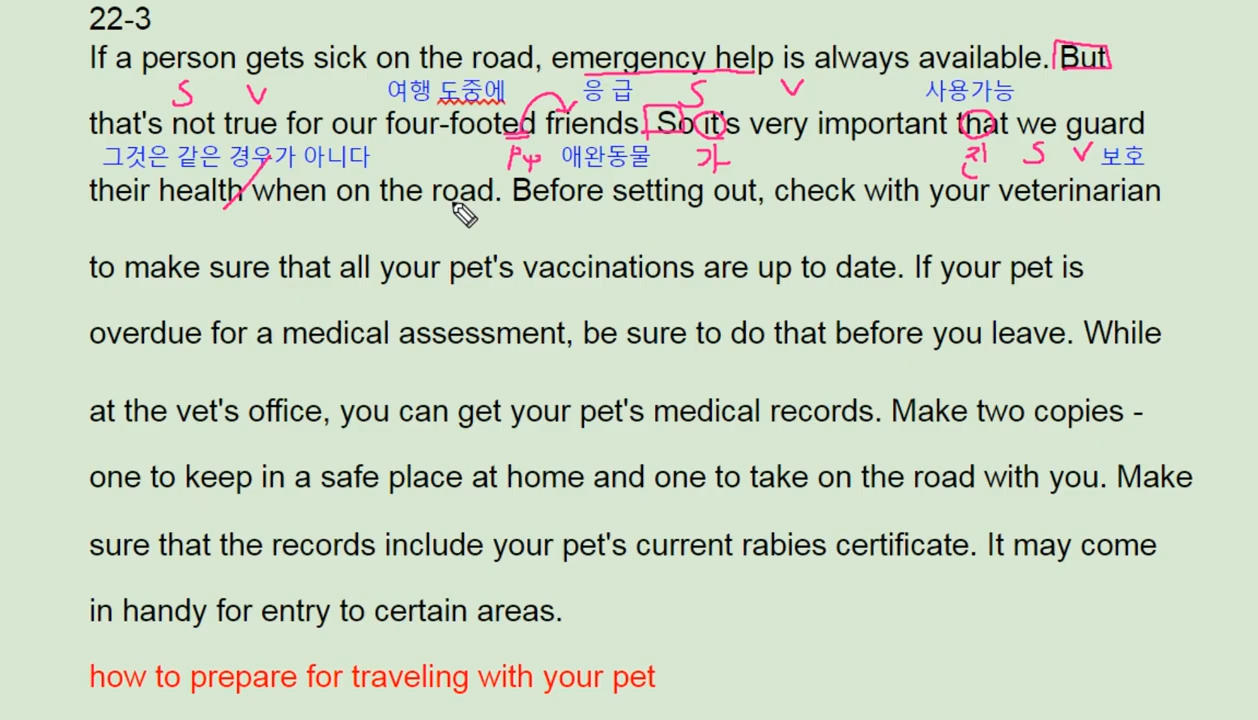 22-3
If a person gets sick on the road, emergency help is always available. But
여행 도중에 응 급 사용가능
S V S V
that's not true for our four-footed friends. So it's very important that we guard
그것은 같은 경우가 아니다 애완동물 보호
P.P 가 진 S V
their health when on the road. Before setting out, check with your veterinarian
to make sure that all your pet's vaccinations are up to date. If your pet is
overdue for a medical assessment, be sure to do that before you leave. While
at the vet's office, you can get your pet's medical records. Make two copies -
one to keep in a safe place at home and one to take on the road with you. Make
sure that the records include your pet's current rabies certificate. It may come
in handy for entry to certain areas.
how to prepare for traveling with your pet